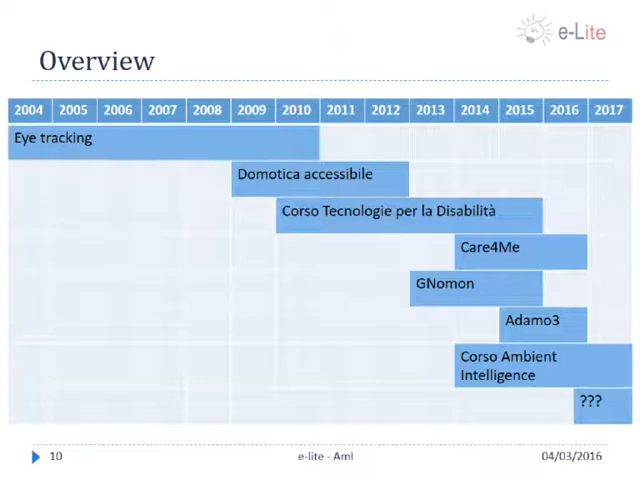 e-Lite
Overview
2004 2005 2006 2007 2008 2009 2010 2011 2012 2013 2014 2015 2016 2017
Eye tracking
Domotica accessibile
Corso Tecnologie per la Disabilità
Care4Me
GNomon
Adamo3
Corso Ambient
Intelligence
???
10 e-lite - AmI 04/03/2016